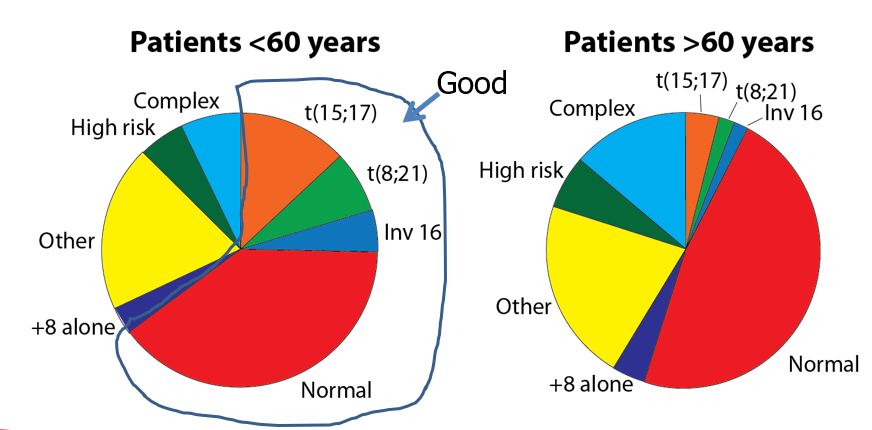 Patients <60 years
Good
t(15;17)
t(8;21)
Inv 16
Normal
+8 alone
Other
High risk
Complex
Patients >60 years
t(15;17)
t(8;21)
Inv 16
Normal
+8 alone
Other
High risk
Complex